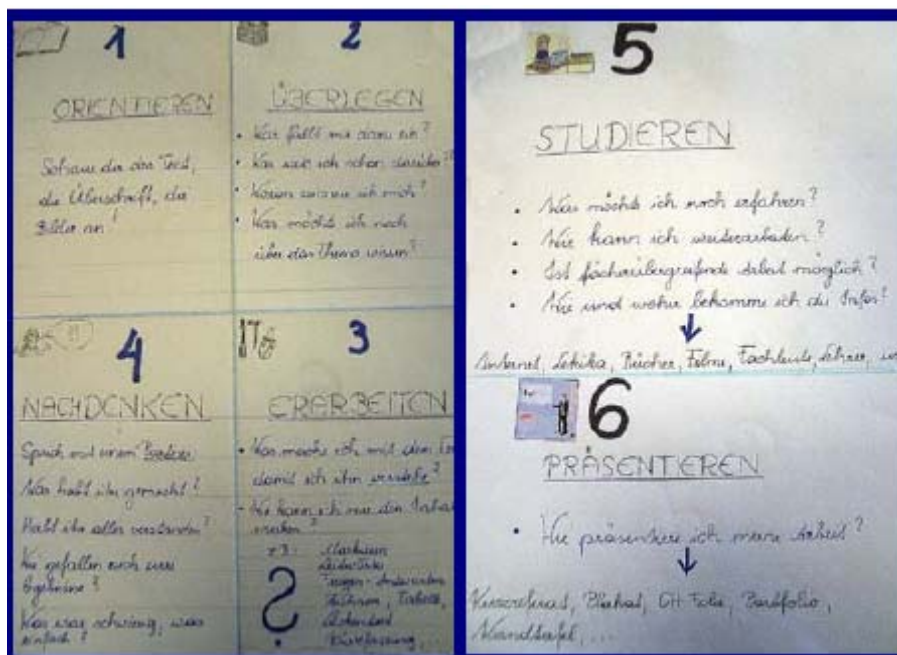 1
ORIENTIEREN
Schaue dir den Text,
die Überschrift, die
Bilder an!
2
ÜBERLEGEN
• Was fällt mir dazu ein?
• Was weiß ich schon darüber?
• Woran erinnere ich mich?
• Was möchte ich noch
über das Thema wissen?
3
ERARBEITEN
• Was mache ich mit dem
damit ich ihn verstehe?
- Wie kann ich mir den
merken?
z.B. Markieren
Fragen - Antworten
Tabelle,
Kurzfassung, ...
4
NACHDENKEN
Sprich mit einem Partner:
Was habt ihr gemacht?
Habt ihr alles verstanden?
Wie gefallen euch eure
Ergebnisse?
Was war schwierig, was
einfach?
5
STUDIEREN
• Was möchte ich noch erfahren?
• Wie kann ich weiterarbeiten?
• Ist fächerübergreifende Arbeit möglich?
• Wie und woher bekomme ich die Infos?
Internet, Lexika, Bücher, Filme, Fachleute, Lehrer,
6
PRÄSENTIEREN
• Wie präsentiere ich meine Arbeit?
Kurzreferat, Plakat, OH Folie, Portfolio,
Wandtafel, ...